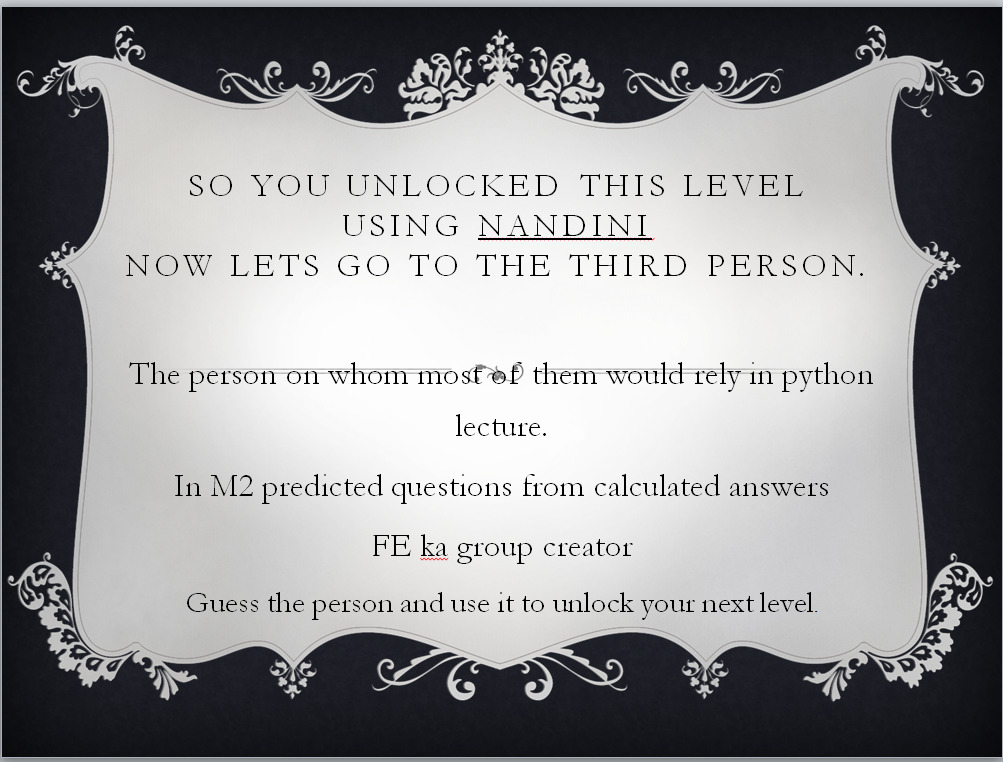 SO YOU UNLOCKED THIS LEVEL
USING NANDINI
NOW LETS GO TO THE THIRD PERSON.
The person on whom most of them would rely in python
lecture.
In M2 predicted questions from calculated answers
FE ka group creator
Guess the person and use it to unlock your next level.